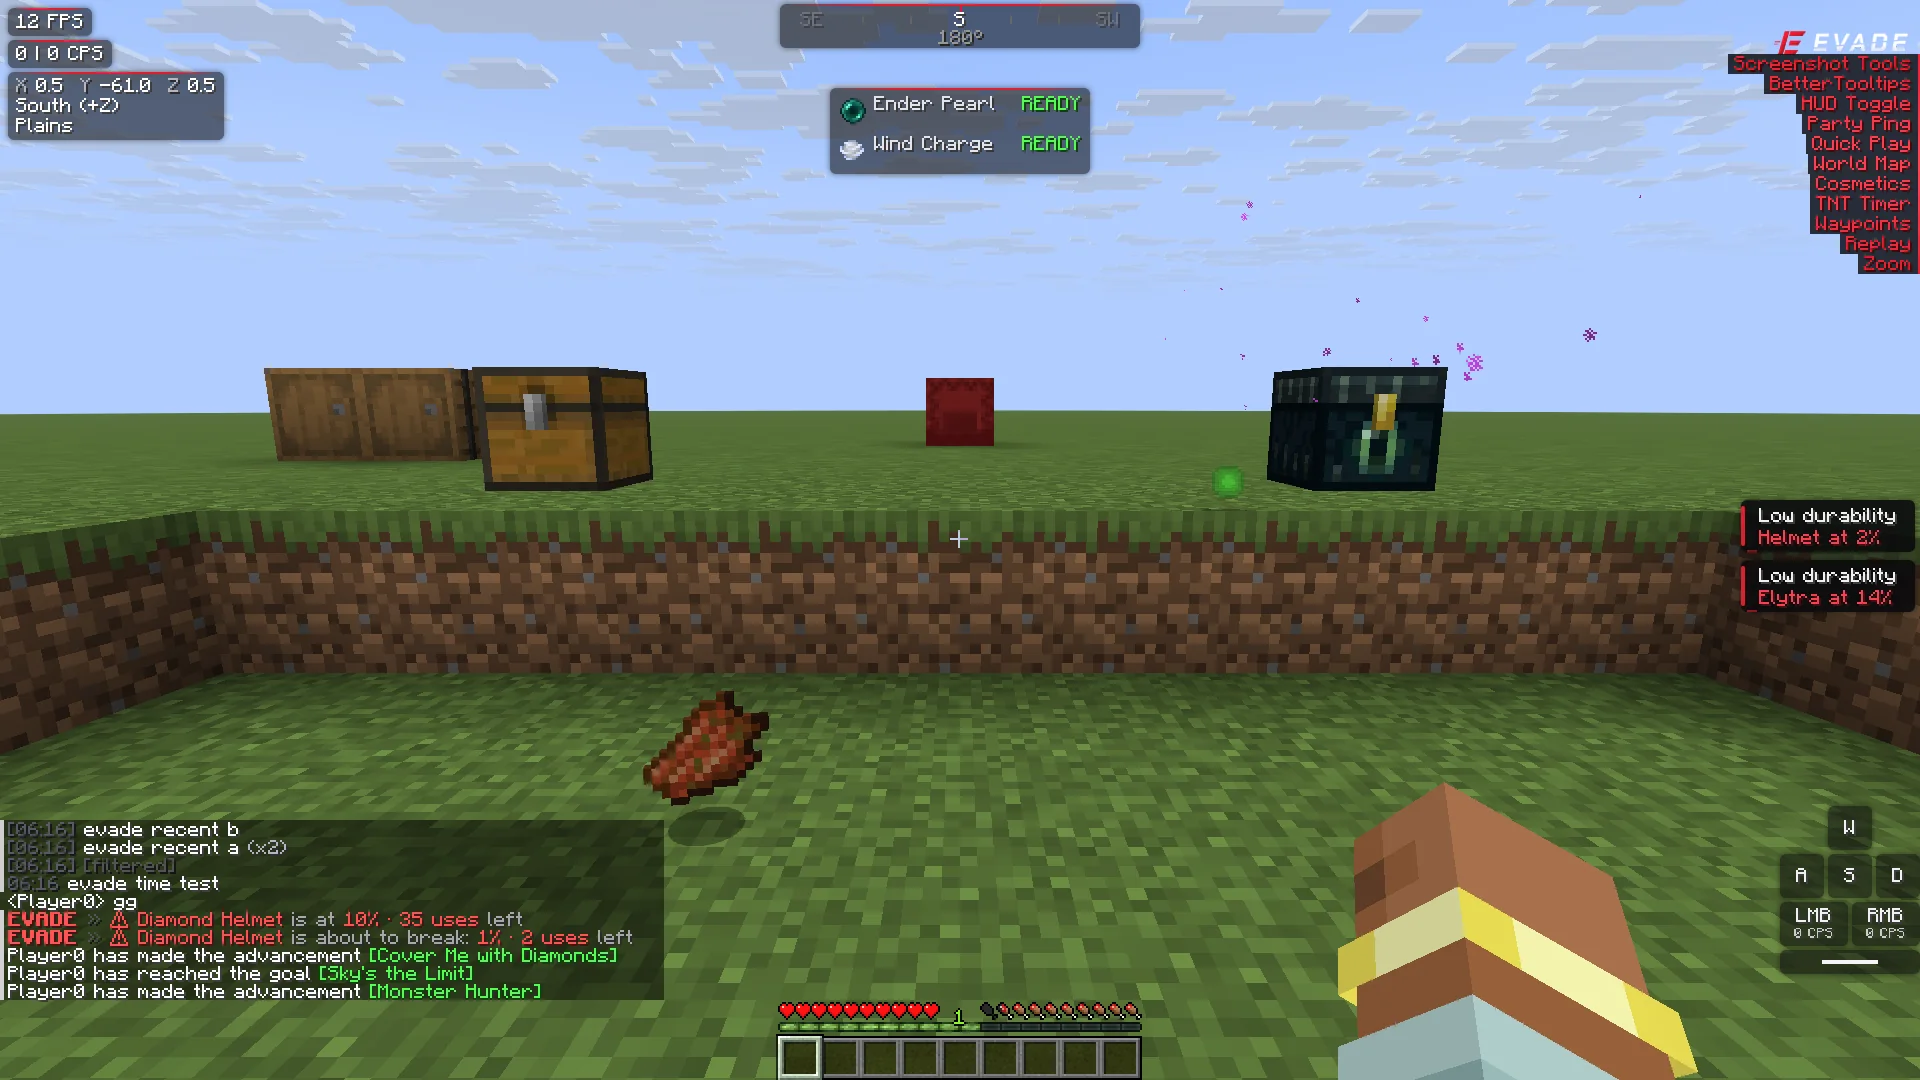 12 FPS
0 | 0 CPS
X 0.5 Y -61.0 Z 0.5
South (+Z)
Plains
SE S SW
180°
Ender Pearl READY
Wind Charge READY
EVADE
Screenshot Tools
BetterTooltips
HUD Toggle
Party Ping
Quick Play
World Map
Cosmetics
TNT Timer
Waypoints
Replay
Zoom
Low durability
Helmet at 2%
Low durability
Elytra at 14%
[06:16] evade recent b
[06:16] evade recent a (x2)
[06:16] [filtered]
06:16 evade time test
<Player0> gg
EVADE » ⚠ Diamond Helmet is at 10% · 35 uses left
EVADE » ⚠ Diamond Helmet is about to break: 1% · 2 uses left
Player0 has made the advancement [Cover Me with Diamonds]
Player0 has reached the goal [Sky's the Limit]
Player0 has made the advancement [Monster Hunter]
1
W
A S D
LMB RMB
0 CPS 0 CPS